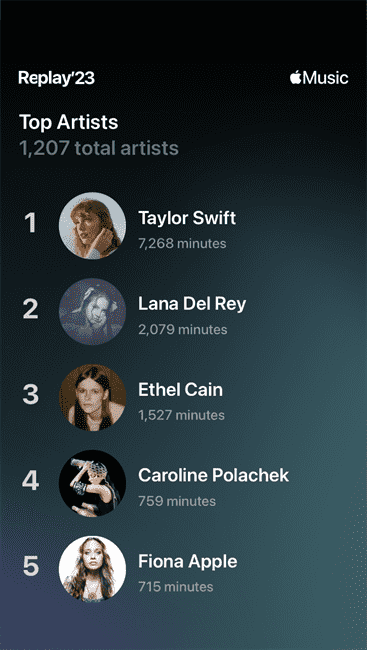 Replay'23
Music
Top Artists
1,207 total artists
1
Taylor Swift
7,268 minutes
2
Lana Del Rey
2,079 minutes
3
Ethel Cain
1,527 minutes
4
Caroline Polachek
759 minutes
5
Fiona Apple
715 minutes